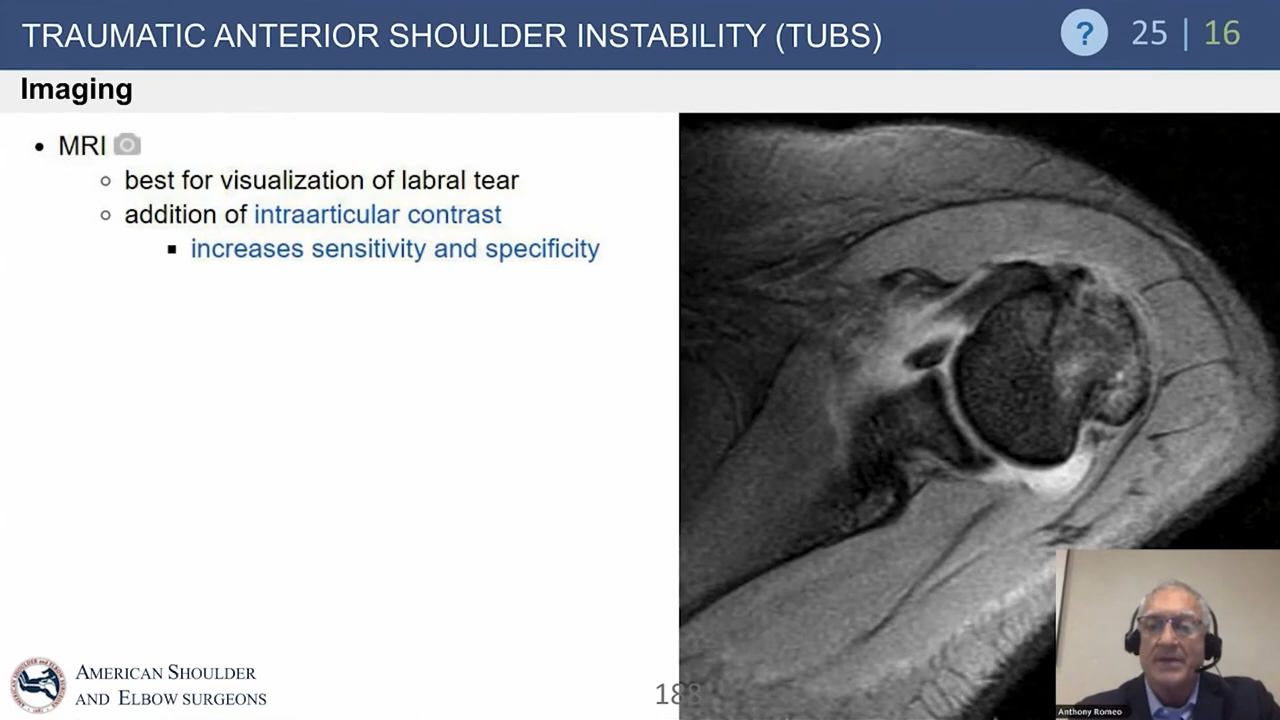 TRAUMATIC ANTERIOR SHOULDER INSTABILITY (TUBS)
? 25 | 16
Imaging
• MRI
best for visualization of labral tear
addition of intraarticular contrast
increases sensitivity and specificity
AMERICAN SHOULDER
AND ELBOW SURGEONS
Anthony Romeo